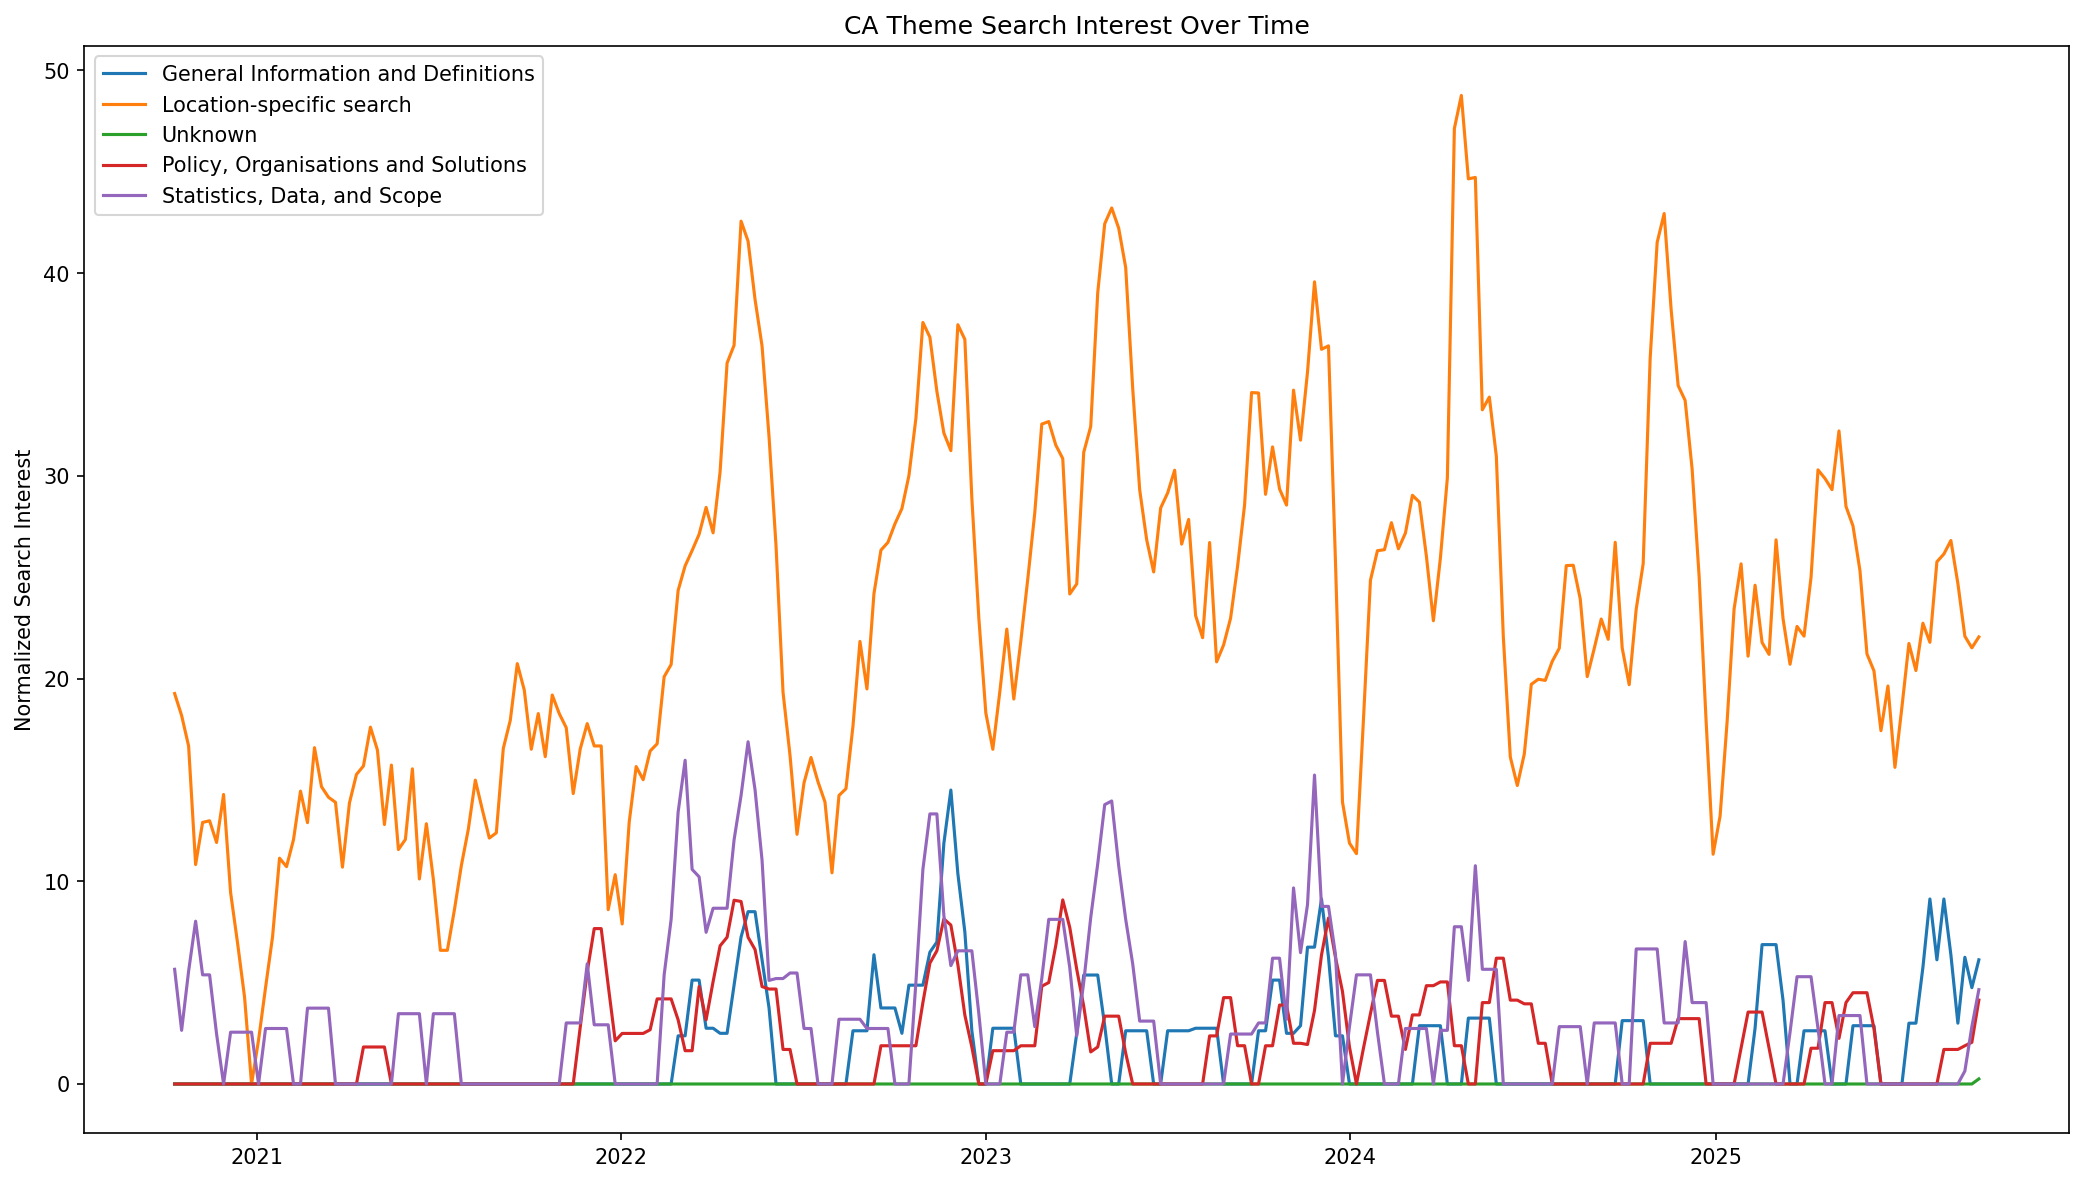 CA Theme Search Interest Over Time
General Information and Definitions
Location-specific search
Unknown
Policy, Organisations and Solutions
Statistics, Data, and Scope
Normalized Search Interest
50
40
30
20
10
0
2021
2022
2023
2024
2025